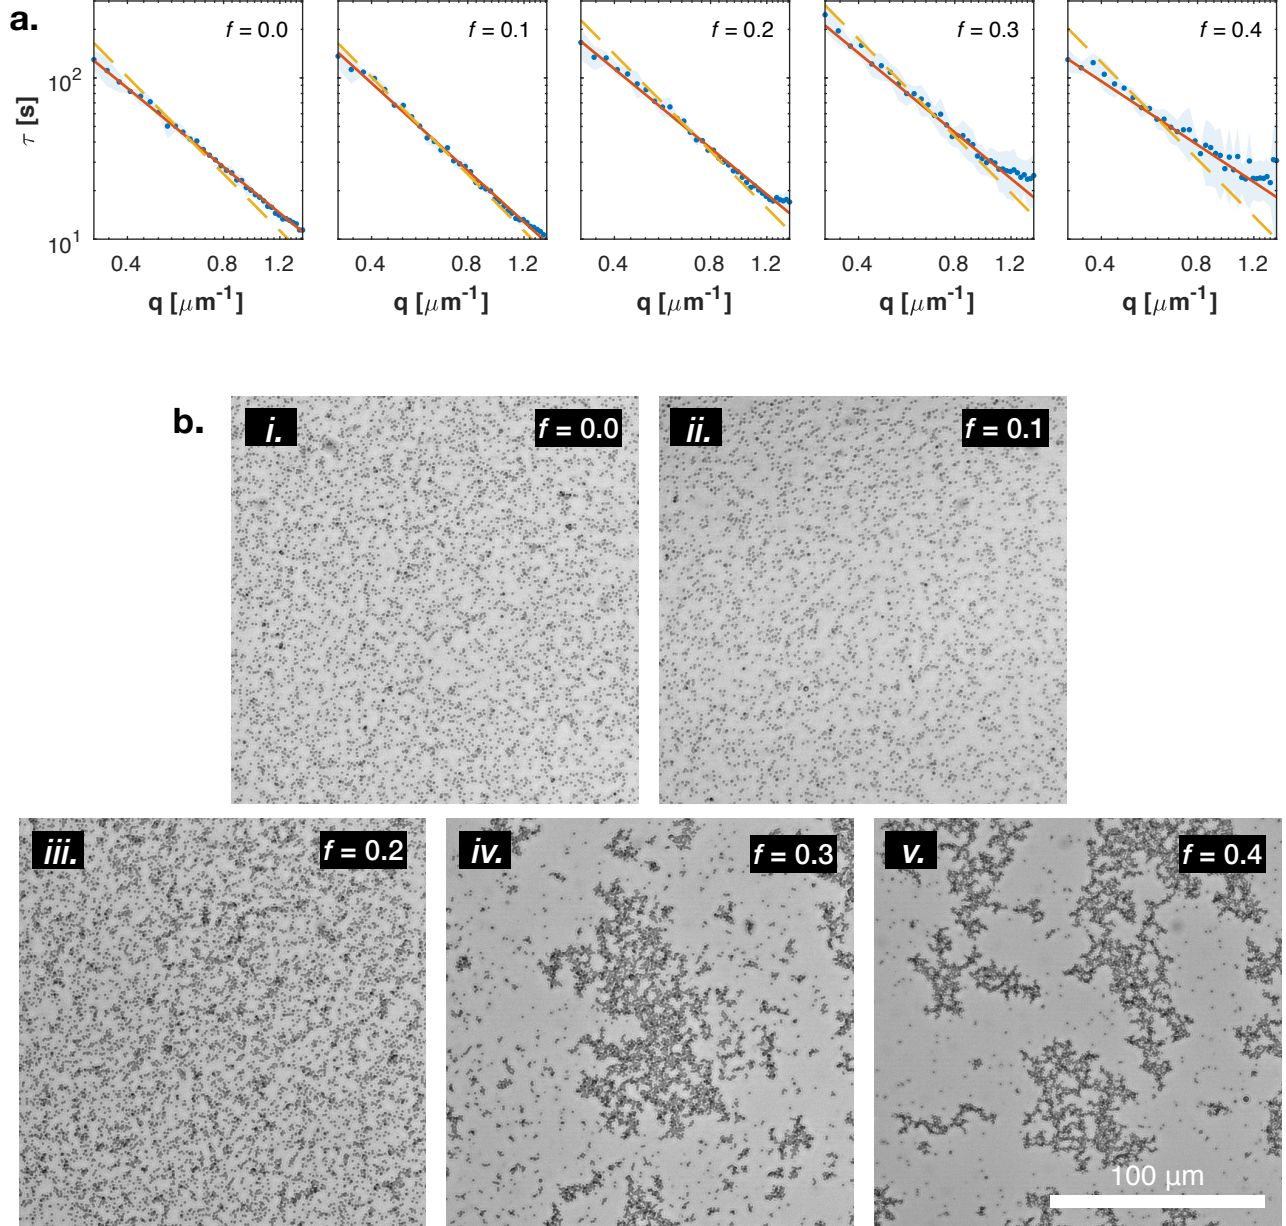 a.
f = 0.0
f = 0.1
f = 0.2
f = 0.3
f = 0.4
τ [s]
10²
10¹
0.4 0.8 1.2
0.4 0.8 1.2
0.4 0.8 1.2
0.4 0.8 1.2
0.4 0.8 1.2
q [μm⁻¹]
q [μm⁻¹]
q [μm⁻¹]
q [μm⁻¹]
q [μm⁻¹]
b.
i.
f = 0.0
ii.
f = 0.1
iii.
f = 0.2
iv.
f = 0.3
v.
f = 0.4
100 μm